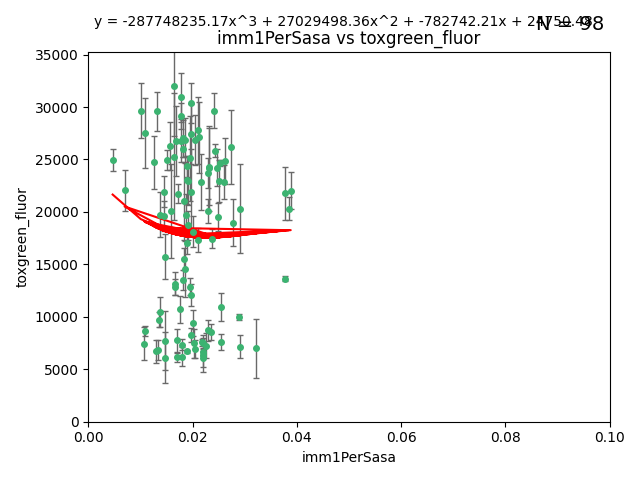 y = -287748235.17x^3 + 27029498.36x^2 + -782742.21x +
N = 98
imm1PerSasa vs toxgreen_fluor
35000
30000
25000
20000
15000
10000
5000
0
toxgreen_fluor
0.00 0.02 0.04 0.06 0.08 0.10
imm1PerSasa